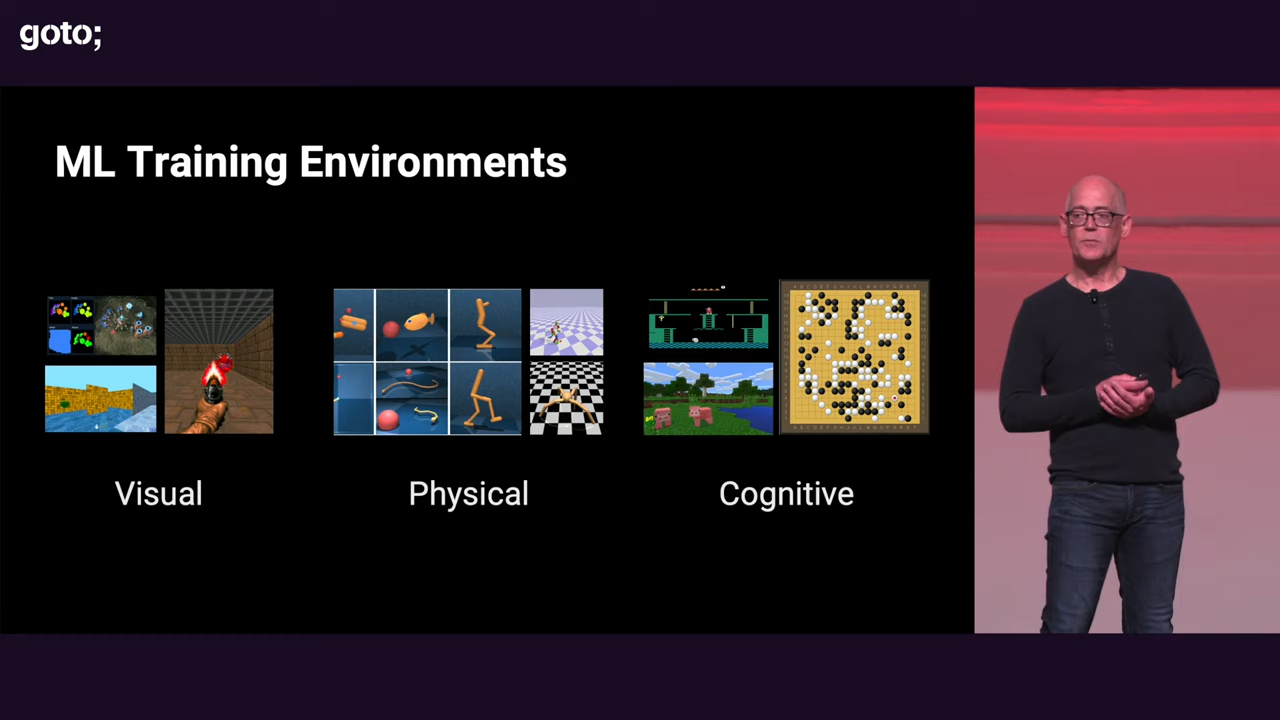 goto;
ML Training Environments
Visual
Physical
Cognitive